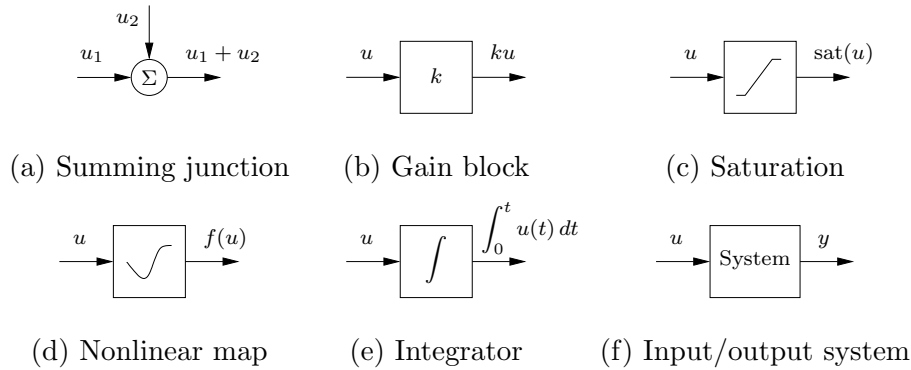 u₂
u₁ Σ u₁ + u₂
u k ku
u sat(u)
(a) Summing junction (b) Gain block (c) Saturation
u f(u)
u ∫ ∫₀ᵗ u(t) dt
u System y
(d) Nonlinear map (e) Integrator (f) Input/output system